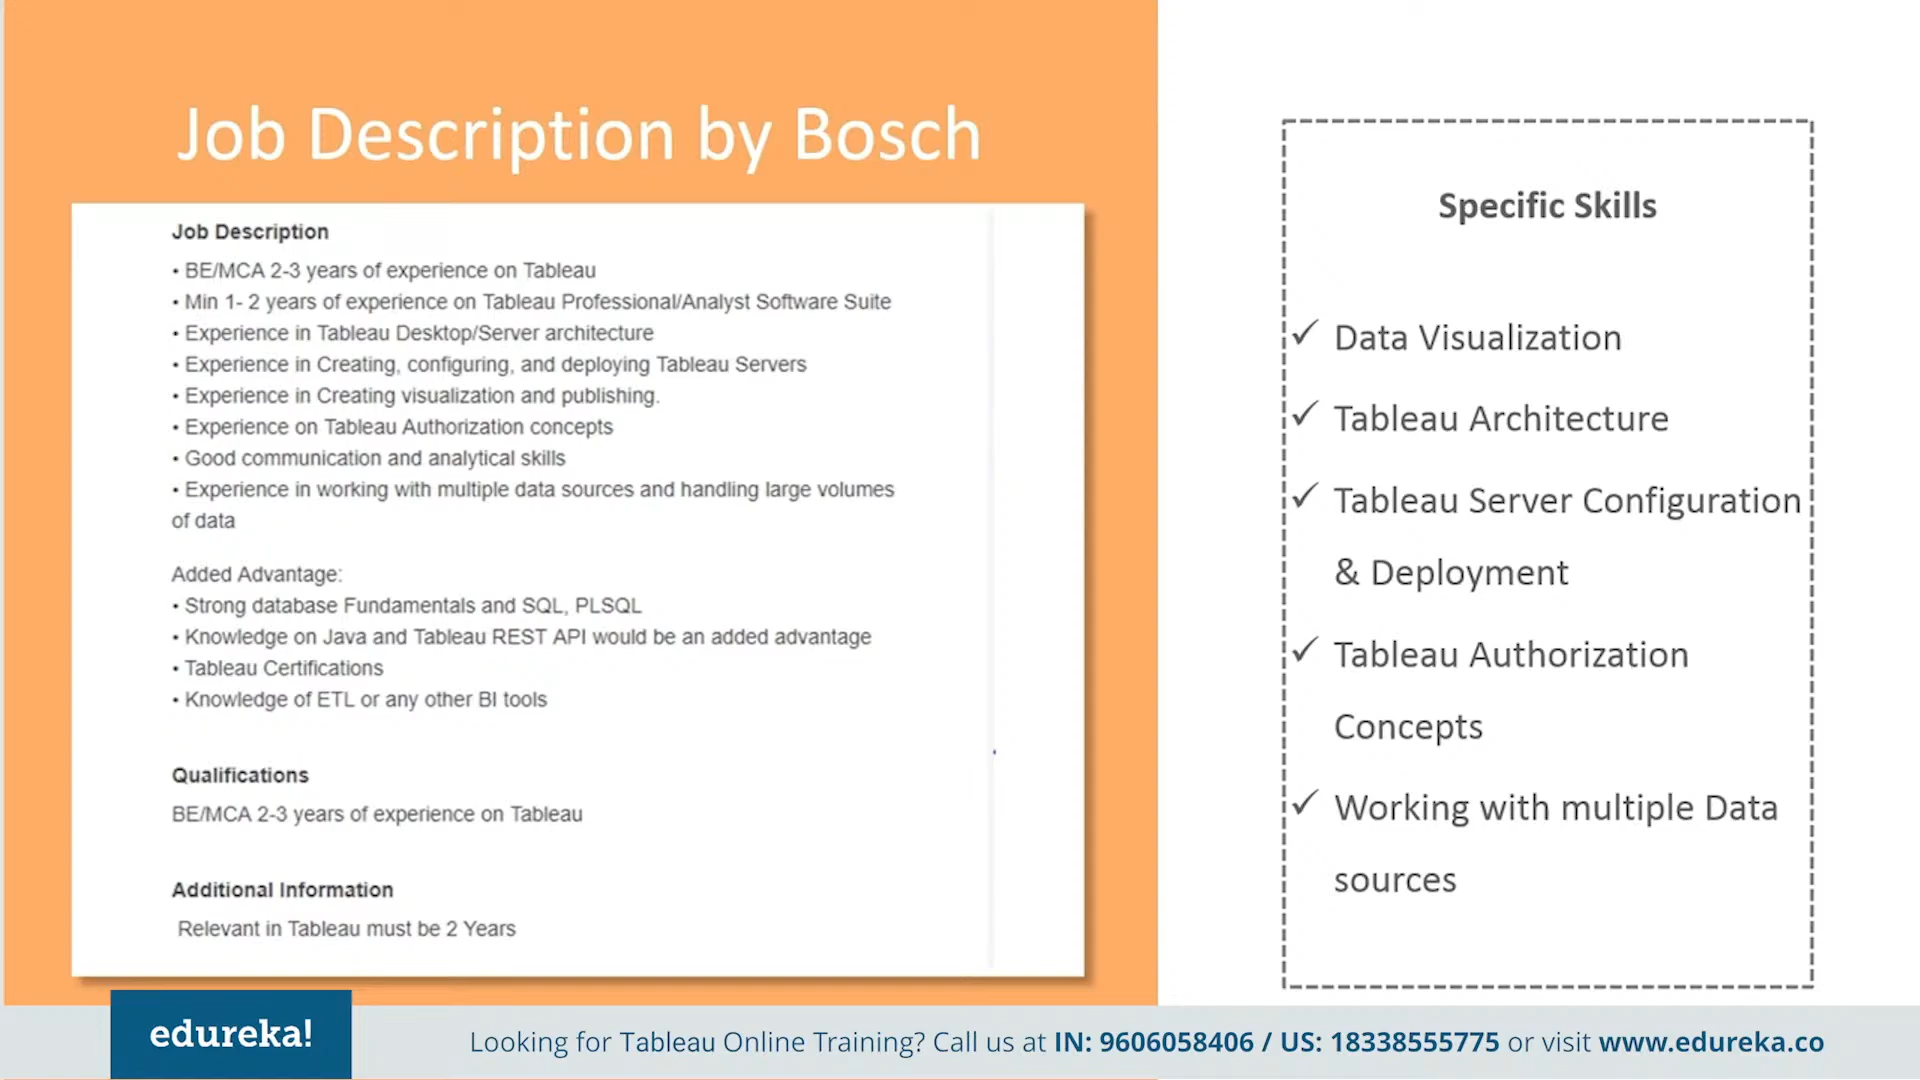 Job Description by Bosch
Job Description
• BE/MCA 2-3 years of experience on Tableau
• Min 1- 2 years of experience on Tableau Professional/Analyst Software Suite
• Experience in Tableau Desktop/Server architecture
• Experience in Creating, configuring, and deploying Tableau Servers
• Experience in Creating visualization and publishing.
• Experience on Tableau Authorization concepts
• Good communication and analytical skills
• Experience in working with multiple data sources and handling large volumes
of data
Added Advantage:
• Strong database Fundamentals and SQL, PLSQL
• Knowledge on Java and Tableau REST API would be an added advantage
• Tableau Certifications
• Knowledge of ETL or any other BI tools
Qualifications
BE/MCA 2-3 years of experience on Tableau
Additional Information
Relevant in Tableau must be 2 Years
Specific Skills
✓ Data Visualization
✓ Tableau Architecture
✓ Tableau Server Configuration
& Deployment
✓ Tableau Authorization
Concepts
✓ Working with multiple Data
sources
edureka!
Looking for Tableau Online Training? Call us at IN: 9606058406 / US: 18338555775 or visit www.edureka.co